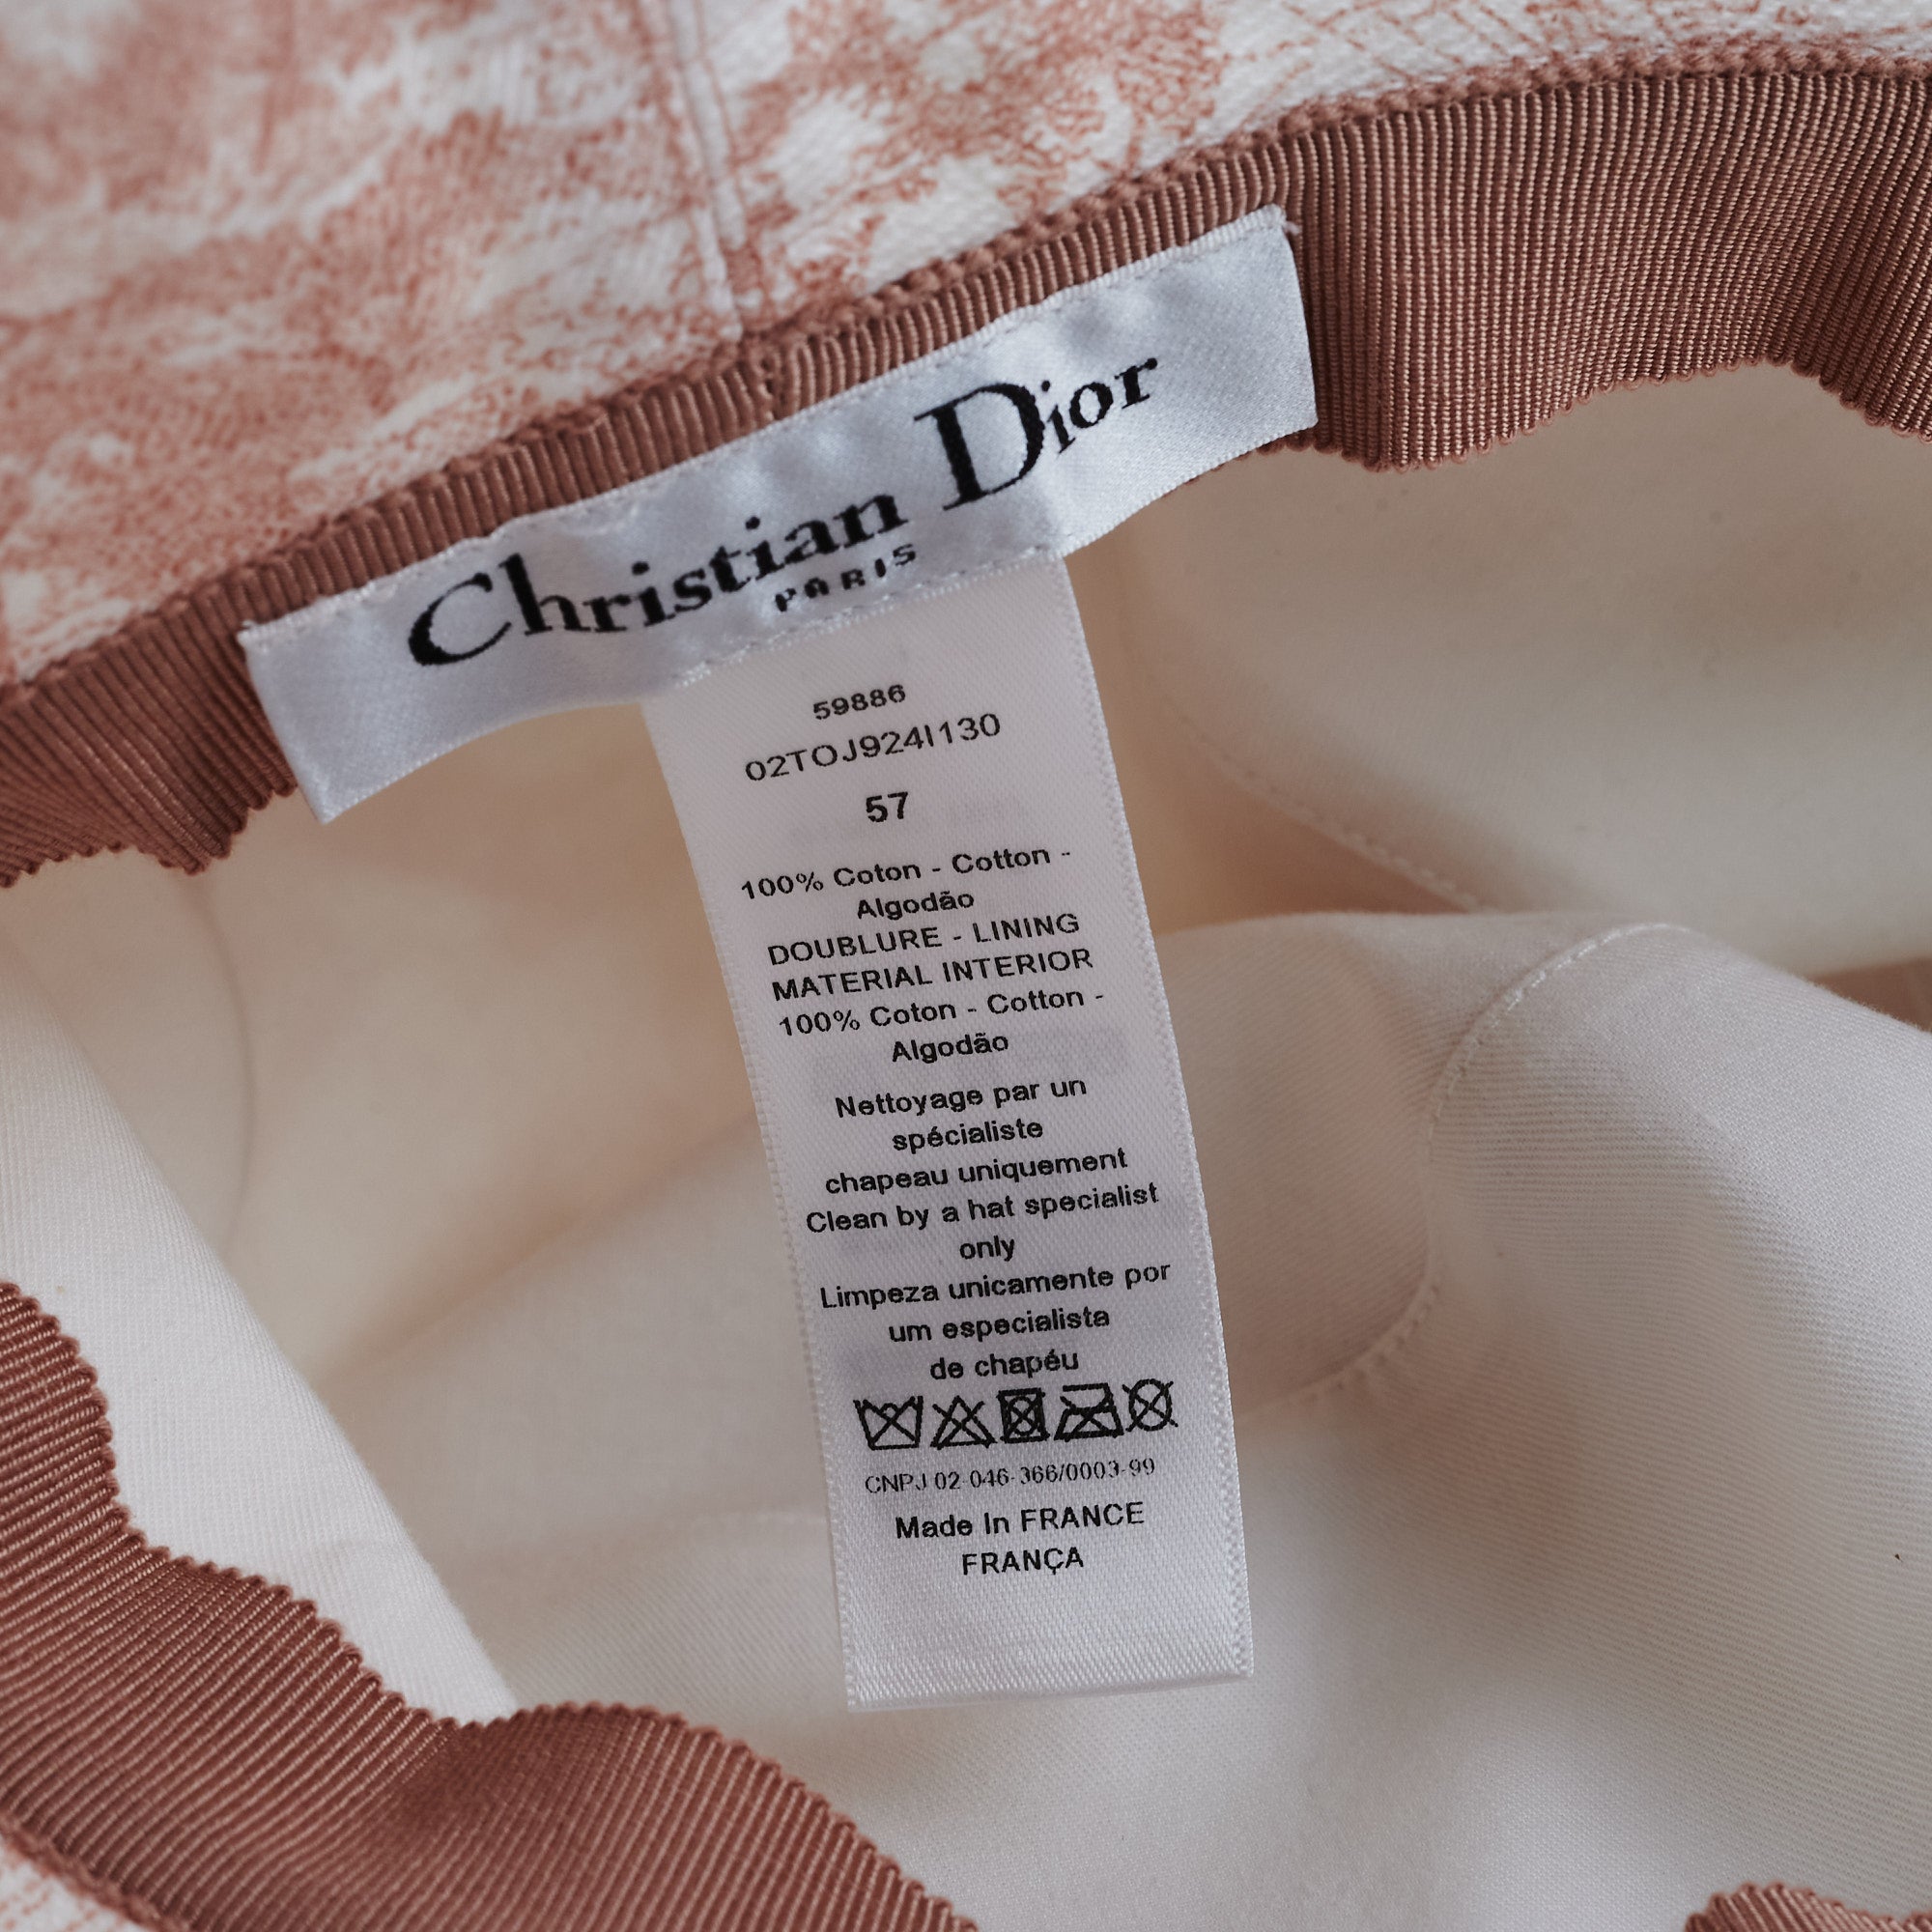 Christian Dior
PARIS
59886
02TOJ924I130
57
100% Coton - Cotton -
Algodão
DOUBLURE - LINING
MATERIAL INTERIOR
100% Coton - Cotton -
Algodão
Nettoyage par un
spécialiste
chapeau uniquement
Clean by a hat specialist
only
Limpeza unicamente por
um especialista
de chapéu
CNPJ 02-046-366/0003-99
Made In FRANCE
FRANÇA